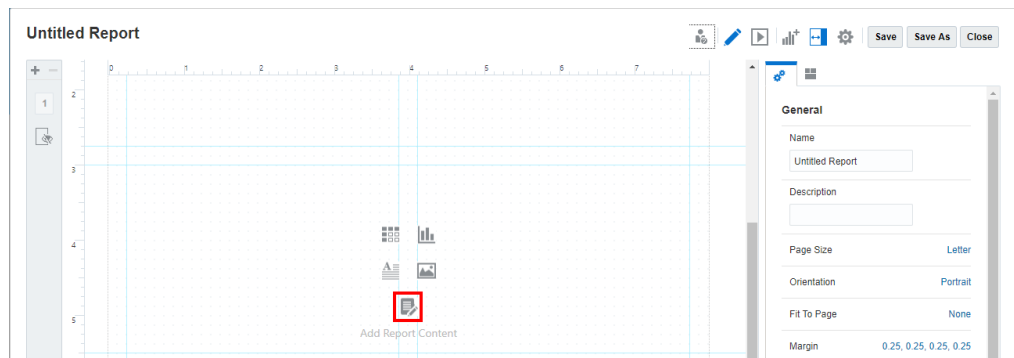 Untitled Report
Save
Save As
Close
0 1 2 3 4 5 6 7
1
2
3
4
5
A
Add Report Content
General
Name
Untitled Report
Description
Page Size Letter
Orientation Portrait
Fit To Page None
Margin 0.25, 0.25, 0.25, 0.25